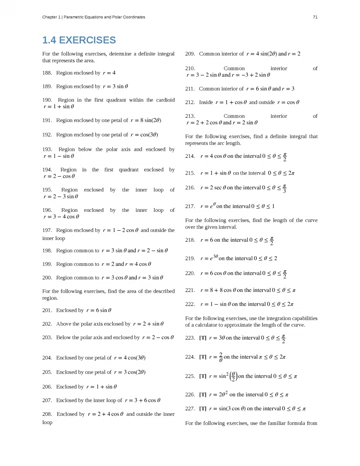 Chapter 1 | Parametric Equations and Polar Coordinates
71
1.4 EXERCISES
For the following exercises, determine a definite integral
that represents the area.
188. Region enclosed by r = 4
189. Region enclosed by r = 3 sin θ
190. Region in the first quadrant within the cardioid
r = 1 + sin θ
191. Region enclosed by one petal of r = 8 sin(2θ)
192. Region enclosed by one petal of r = cos(3θ)
193. Region below the polar axis and enclosed by
r = 1 − sin θ
194. Region in the first quadrant enclosed by
r = 2 − cos θ
195. Region enclosed by the inner loop of
r = 2 − 3 sin θ
196. Region enclosed by the inner loop of
r = 3 − 4 cos θ
197. Region enclosed by r = 1 − 2 cos θ and outside the
inner loop
198. Region common to r = 3 sin θ and r = 2 − sin θ
199. Region common to r = 2 and r = 4 cos θ
200. Region common to r = 3 cos θ and r = 3 sin θ
For the following exercises, find the area of the described
region.
201. Enclosed by r = 6 sin θ
202. Above the polar axis enclosed by r = 2 + sin θ
203. Below the polar axis and enclosed by r = 2 − cos θ
204. Enclosed by one petal of r = 4 cos(3θ)
205. Enclosed by one petal of r = 3 cos(2θ)
206. Enclosed by r = 1 + sin θ
207. Enclosed by the inner loop of r = 3 + 6 cos θ
208. Enclosed by r = 2 + 4 cos θ and outside the inner
loop
209. Common interior of r = 4 sin(2θ) and r = 2
210. Common interior of
r = 3 − 2 sin θ and r = −3 + 2 sin θ
211. Common interior of r = 6 sin θ and r = 3
212. Inside r = 1 + cos θ and outside r = cos θ
213. Common interior of
r = 2 + 2 cos θ and r = 2 sin θ
For the following exercises, find a definite integral that
represents the arc length.
214. r = 4 cos θ on the interval 0 ≤ θ ≤ π/2
215. r = 1 + sin θ on the interval 0 ≤ θ ≤ 2π
216. r = 2 sec θ on the interval 0 ≤ θ ≤ π/3
217. r = e^θ on the interval 0 ≤ θ ≤ 1
For the following exercises, find the length of the curve
over the given interval.
218. r = 6 on the interval 0 ≤ θ ≤ π/2
219. r = e^3θ on the interval 0 ≤ θ ≤ 2
220. r = 6 cos θ on the interval 0 ≤ θ ≤ π/2
221. r = 8 + 8 cos θ on the interval 0 ≤ θ ≤ π
222. r = 1 − sin θ on the interval 0 ≤ θ ≤ 2π
For the following exercises, use the integration capabilities
of a calculator to approximate the length of the curve.
223. [T] r = 3θ on the interval 0 ≤ θ ≤ π/2
224. [T] r = 2/θ on the interval π ≤ θ ≤ 2π
225. [T] r = sin²(θ/2) on the interval 0 ≤ θ ≤ π
226. [T] r = 2θ² on the interval 0 ≤ θ ≤ π
227. [T] r = sin(3 cos θ) on the interval 0 ≤ θ ≤ π
For the following exercises, use the familiar formula from